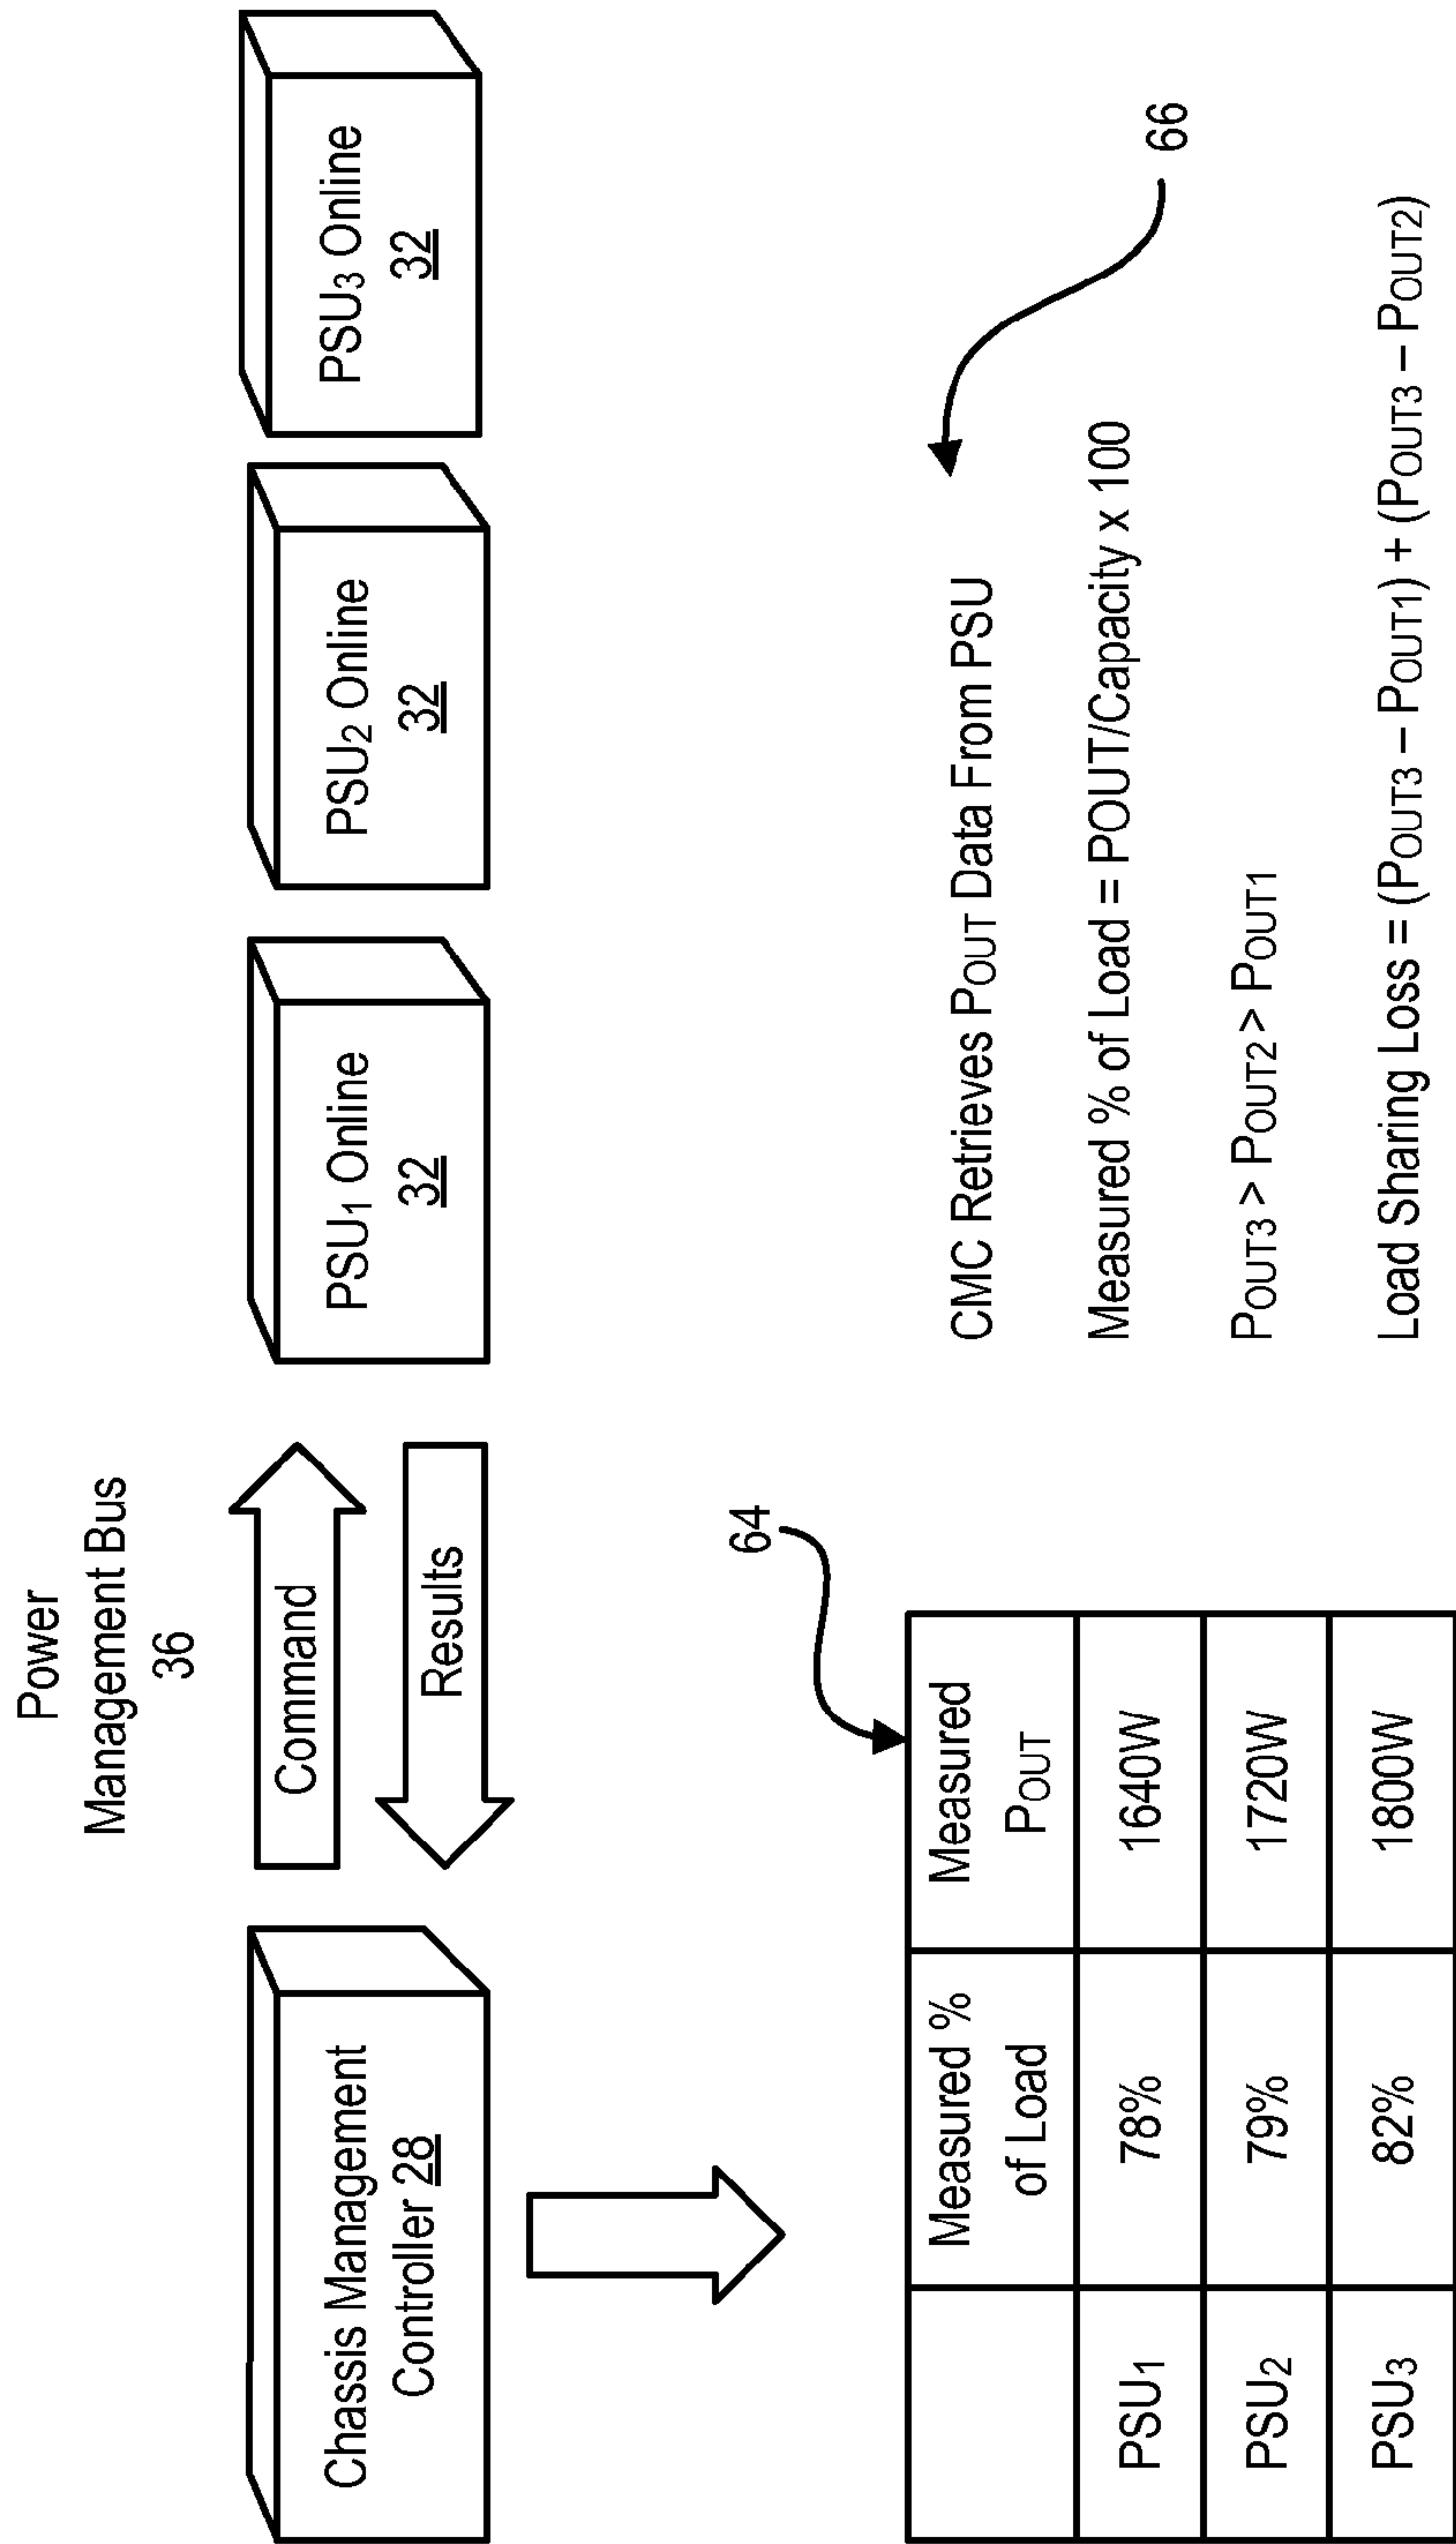 Power
Management Bus
36
Chassis Management
Controller 28
Command
Results
PSU1 Online
32
PSU2 Online
32
PSU3 Online
32
64
Measured %
of Load
Measured
POUT
PSU1 78% 1640W
PSU2 79% 1720W
PSU3 82% 1800W
66
CMC Retrieves POUT Data From PSU
Measured % of Load = POUT/Capacity x 100
POUT3 > POUT2 > POUT1
Load Sharing Loss = (POUT3 – POUT1) + (POUT3 – POUT2)